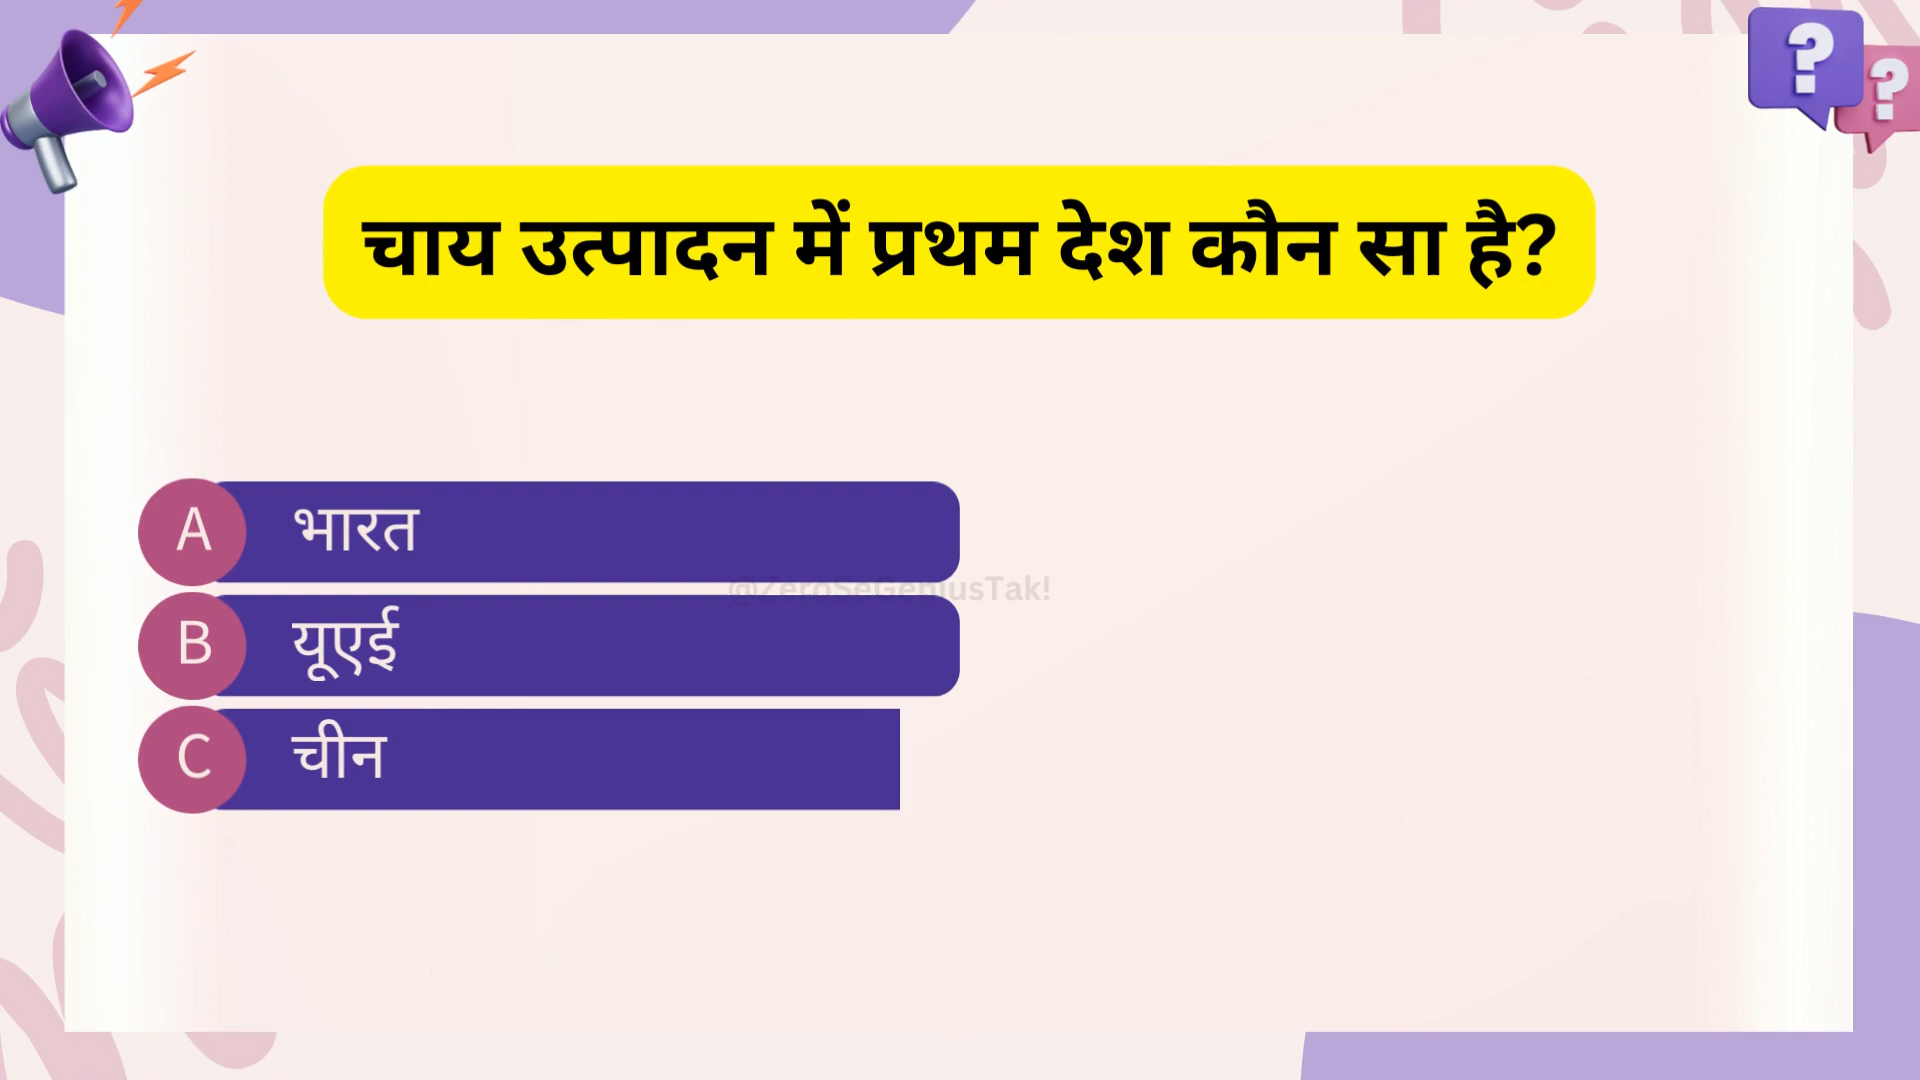 चाय उत्पादन में प्रथम देश कौन सा है?
A भारत
@ZeroSeGeniusTak!
B यूएई
C चीन